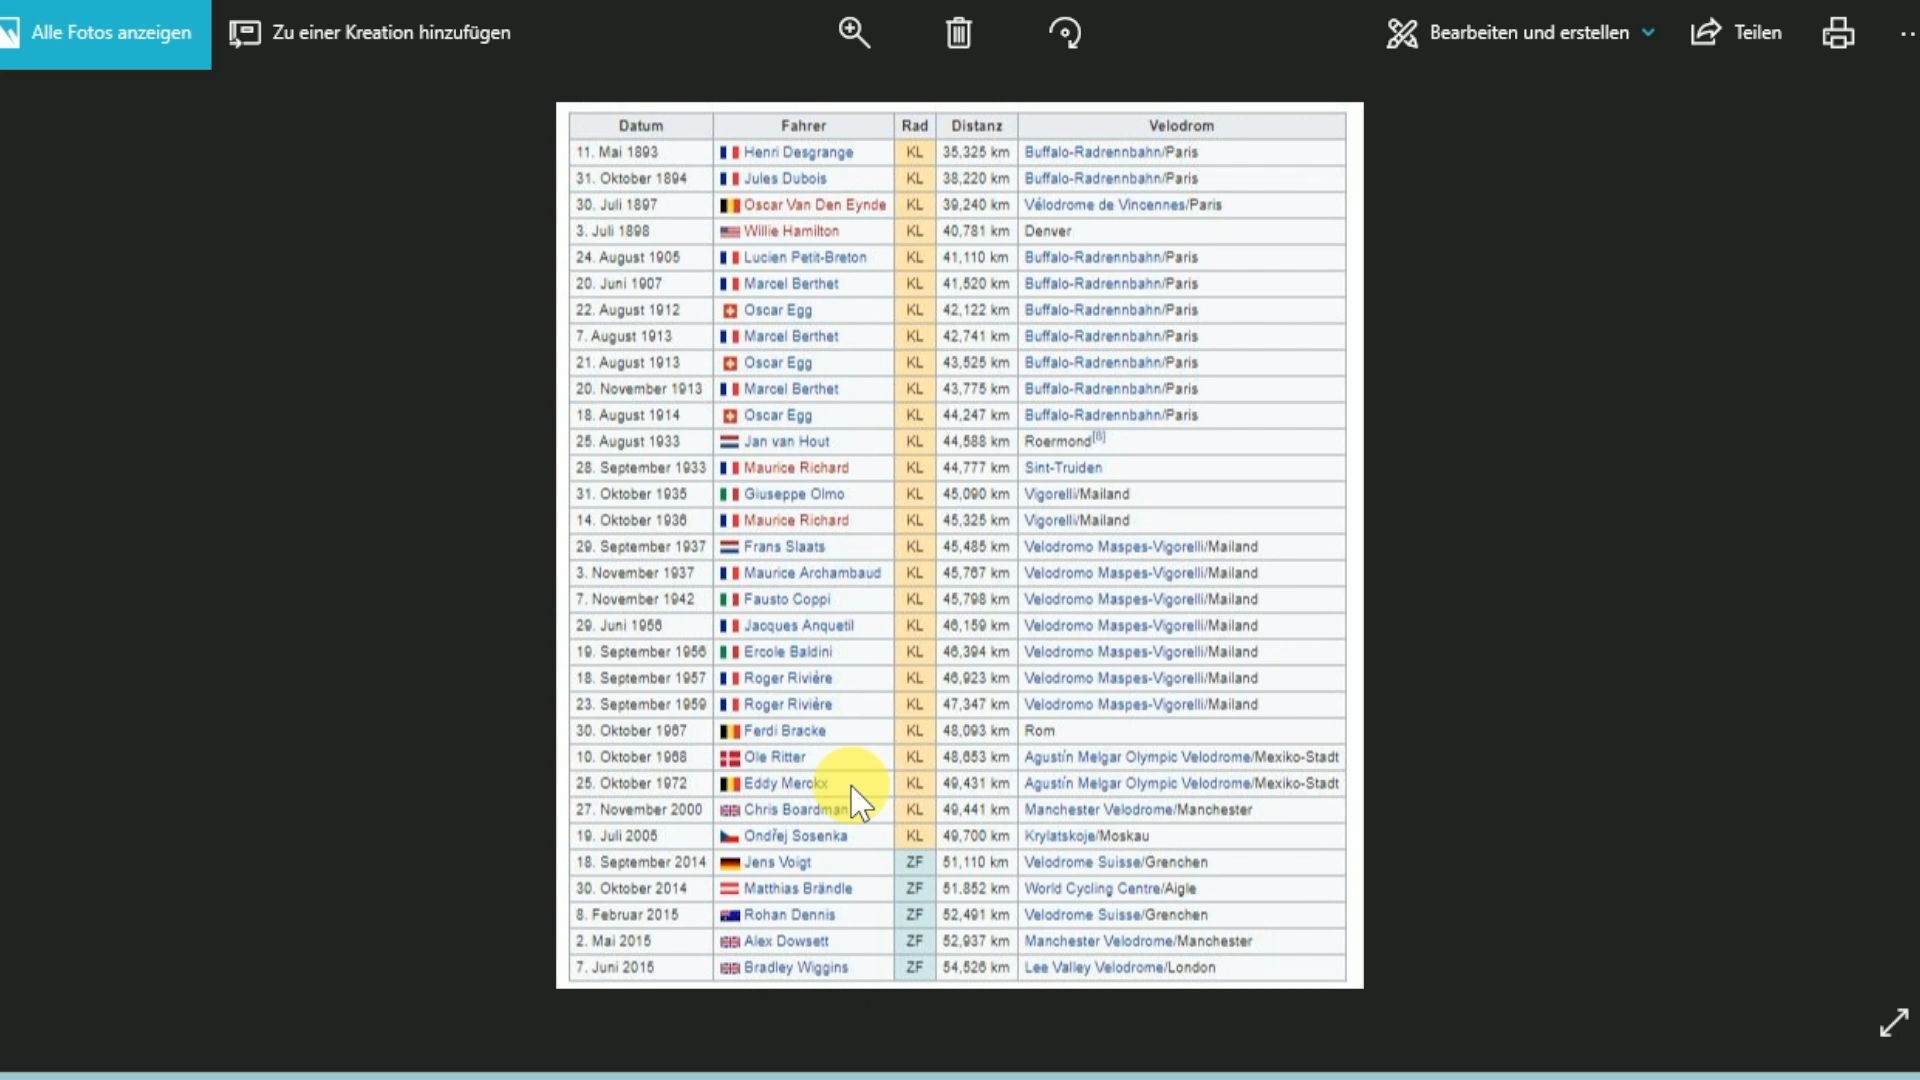 Alle Fotos anzeigen Zu einer Kreation hinzufügen Bearbeiten und erstellen Teilen
Datum Fahrer Rad Distanz Velodrom
11. Mai 1893 Henri Desgrange KL 35,325 km Buffalo-Radrennbahn/Paris
31. Oktober 1894 Jules Dubois KL 38,220 km Buffalo-Radrennbahn/Paris
30. Juli 1897 Oscar Van Den Eynde KL 39,240 km Vélodrome de Vincennes/Paris
3. Juli 1898 Willie Hamilton KL 40,781 km Denver
24. August 1905 Lucien Petit-Breton KL 41,110 km Buffalo-Radrennbahn/Paris
20. Juni 1907 Marcel Berthet KL 41,520 km Buffalo-Radrennbahn/Paris
22. August 1912 Oscar Egg KL 42,122 km Buffalo-Radrennbahn/Paris
7. August 1913 Marcel Berthet KL 42,741 km Buffalo-Radrennbahn/Paris
21. August 1913 Oscar Egg KL 43,525 km Buffalo-Radrennbahn/Paris
20. November 1913 Marcel Berthet KL 43,775 km Buffalo-Radrennbahn/Paris
18. August 1914 Oscar Egg KL 44,247 km Buffalo-Radrennbahn/Paris
25. August 1933 Jan van Hout KL 44,588 km Roermond[6]
28. September 1933 Maurice Richard KL 44,777 km Sint-Truiden
31. Oktober 1935 Giuseppe Olmo KL 45,090 km Vigorelli/Mailand
14. Oktober 1936 Maurice Richard KL 45,325 km Vigorelli/Mailand
29. September 1937 Frans Slaats KL 45,485 km Velodromo Maspes-Vigorelli/Mailand
3. November 1937 Maurice Archambaud KL 45,767 km Velodromo Maspes-Vigorelli/Mailand
7. November 1942 Fausto Coppi KL 45,798 km Velodromo Maspes-Vigorelli/Mailand
29. Juni 1956 Jacques Anquetil KL 46,159 km Velodromo Maspes-Vigorelli/Mailand
19. September 1956 Ercole Baldini KL 46,394 km Velodromo Maspes-Vigorelli/Mailand
18. September 1957 Roger Rivière KL 46,923 km Velodromo Maspes-Vigorelli/Mailand
23. September 1959 Roger Rivière KL 47,347 km Velodromo Maspes-Vigorelli/Mailand
30. Oktober 1967 Ferdi Bracke KL 48,093 km Rom
10. Oktober 1968 Ole Ritter KL 48,653 km Agustín Melgar Olympic Velodrome/Mexiko-Stadt
25. Oktober 1972 Eddy Merckx KL 49,431 km Agustín Melgar Olympic Velodrome/Mexiko-Stadt
27. November 2000 Chris Boardman KL 49,441 km Manchester Velodrome/Manchester
19. Juli 2005 Ondřej Sosenka KL 49,700 km Krylatskoje/Moskau
18. September 2014 Jens Voigt ZF 51,110 km Velodrome Suisse/Grenchen
30. Oktober 2014 Matthias Brändle ZF 51.852 km World Cycling Centre/Aigle
8. Februar 2015 Rohan Dennis ZF 52,491 km Velodrome Suisse/Grenchen
2. Mai 2015 Alex Dowsett ZF 52,937 km Manchester Velodrome/Manchester
7. Juni 2015 Bradley Wiggins ZF 54,526 km Lee Valley Velodrome/London